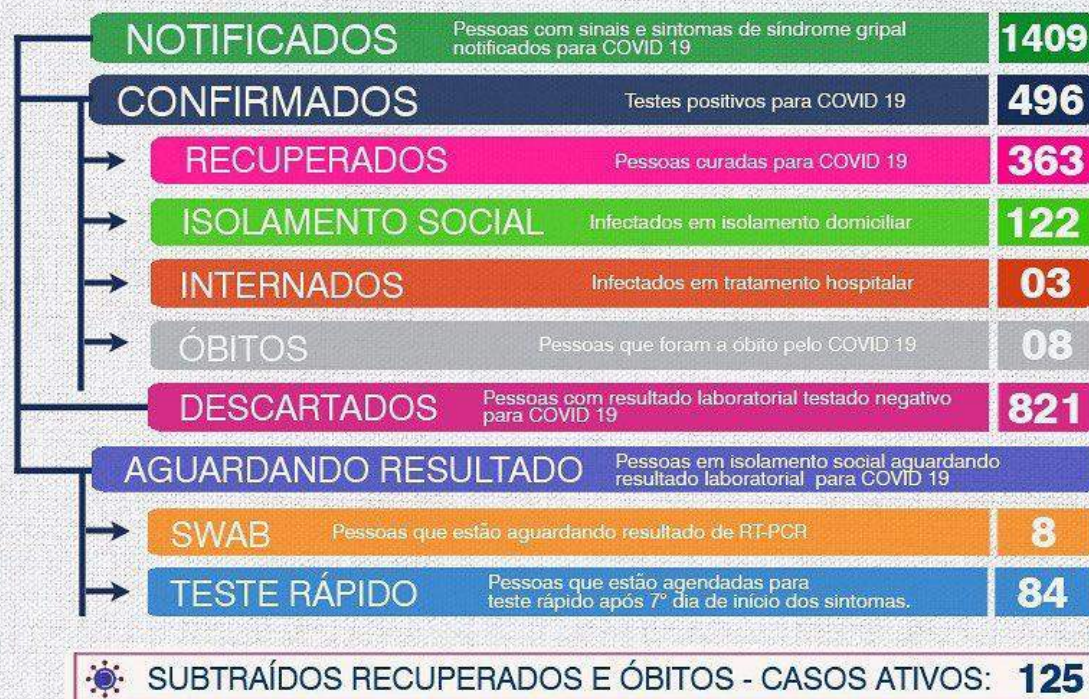 NOTIFICADOS Pessoas com sinais e sintomas de síndrome gripal
notificados para COVID 19 1409
CONFIRMADOS Testes positivos para COVID 19 496
RECUPERADOS Pessoas curadas para COVID 19 363
ISOLAMENTO SOCIAL Infectados em isolamento domiciliar 122
INTERNADOS Infectados em tratamento hospitalar 03
ÓBITOS Pessoas que foram a óbito pelo COVID 19 08
DESCARTADOS Pessoas com resultado laboratorial testado negativo
para COVID 19 821
AGUARDANDO RESULTADO Pessoas em isolamento social aguardando
resultado laboratorial para COVID 19
SWAB Pessoas que estão aguardando resultado de RT-PCR 8
TESTE RÁPIDO Pessoas que estão agendadas para
teste rápido após 7° dia de início dos sintomas. 84
SUBTRAÍDOS RECUPERADOS E ÓBITOS - CASOS ATIVOS: 125